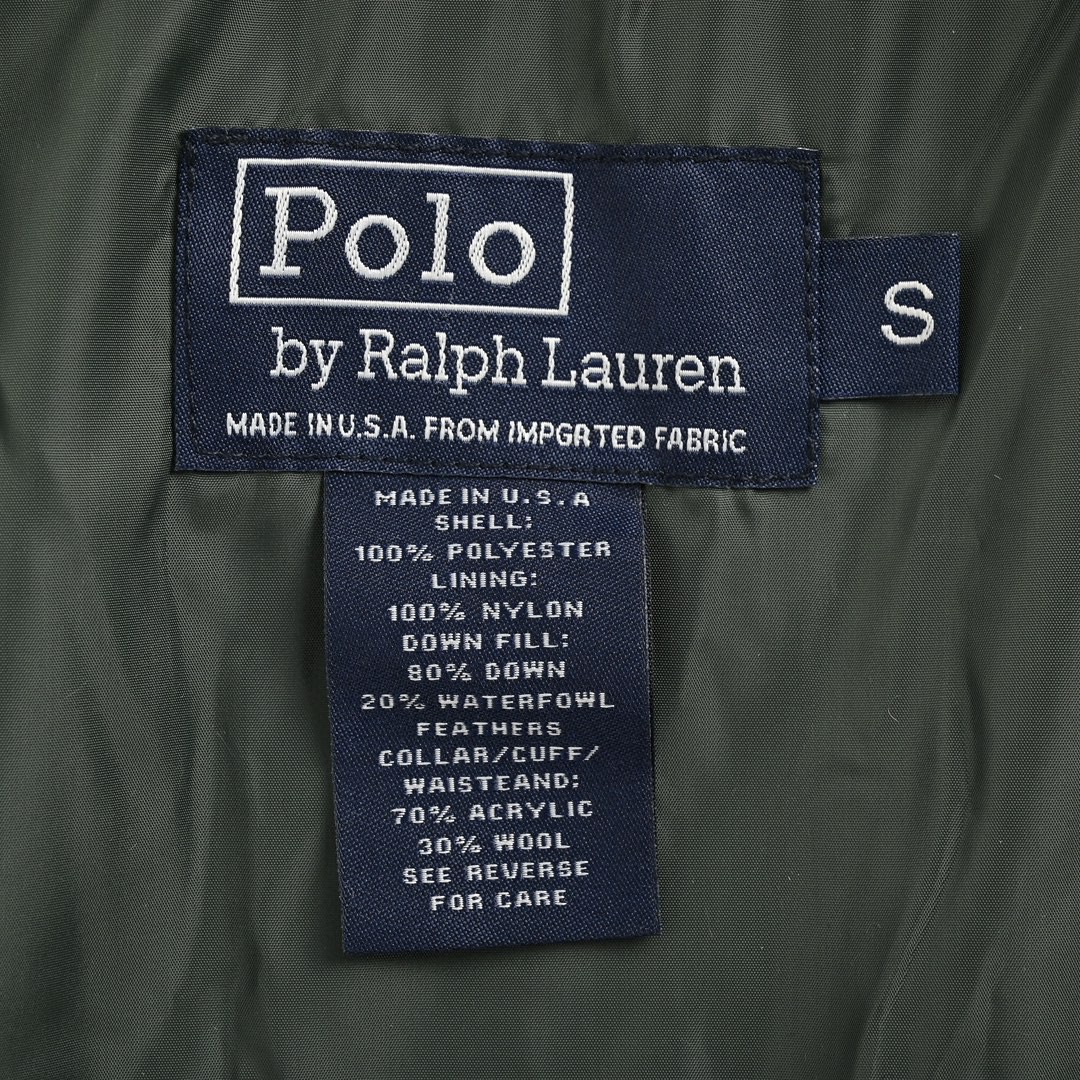 Polo
by Ralph Lauren
MADE IN U.S.A. FROM IMPGRTED FABRIC
S
MADE IN U.S.A
SHELL:
100% POLYESTER
LINING:
100% NYLON
DOWN FILL:
80% DOWN
20% WATERFOWL
FEATHERS
COLLAR/CUFF/
WAISTEAND:
70% ACRYLIC
30% WOOL
SEE REVERSE
FOR CARE